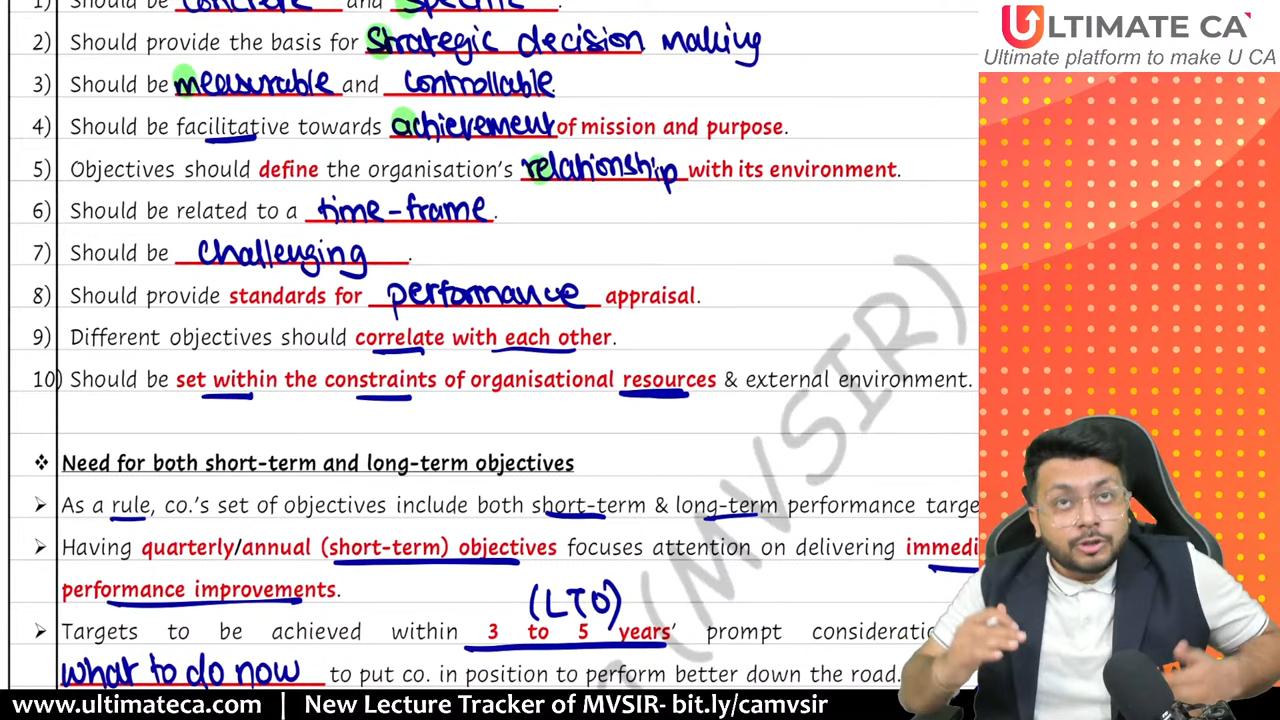 1) Should be concrete and specific.
2) Should provide the basis for Strategic decision making
3) Should be measurable and controllable.
4) Should be facilitative towards achievement of mission and purpose.
5) Objectives should define the organisation's relationship with its environment.
6) Should be related to a time-frame.
7) Should be challenging.
8) Should provide standards for performance appraisal.
9) Different objectives should correlate with each other.
10) Should be set within the constraints of organisational resources & external environment.
❖ Need for both short-term and long-term objectives
➢ As a rule, co.'s set of objectives include both short-term & long-term performance targe
➢ Having quarterly/annual (short-term) objectives focuses attention on delivering immedi
performance improvements.
(LTO)
➢ Targets to be achieved within 3 to 5 years' prompt considerati
what to do now to put co. in position to perform better down the road.
(MVSIR)
ULTIMATE CA
Ultimate platform to make U CA
www.ultimateca.com | New Lecture Tracker of MVSIR- bit.ly/camvsir